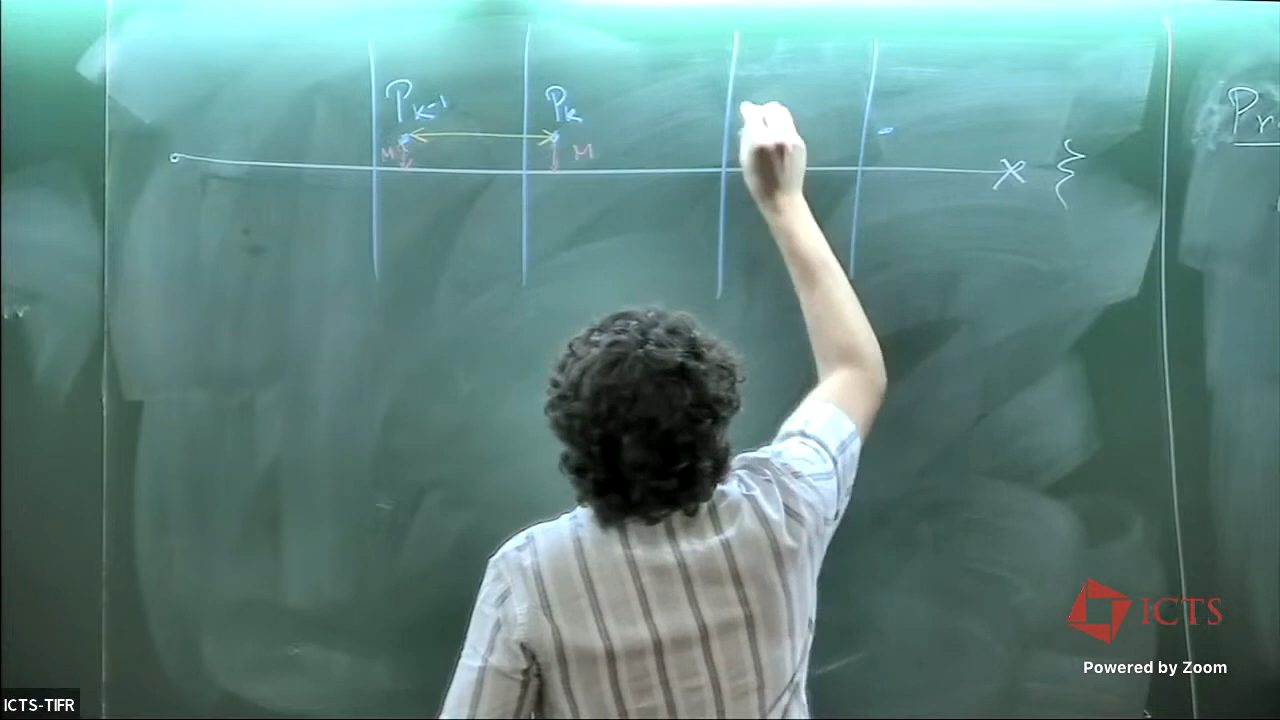 P_{k-1} P_k
M M
x ξ
ICTS
Powered by Zoom
ICTS-TIFR